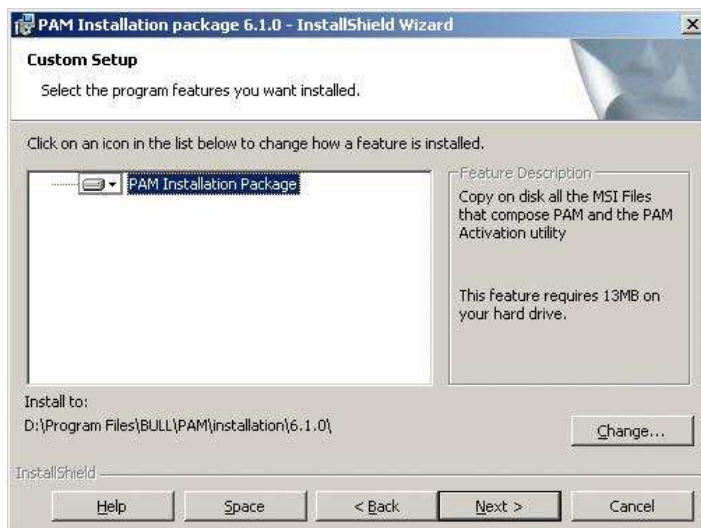 PAM Installation package 6.1.0 - InstallShield Wizard
Custom Setup
Select the program features you want installed.
Click on an icon in the list below to change how a feature is installed.
PAM Installation Package
Feature Description
Copy on disk all the MSI Files
that compose PAM and the PAM
Activation utility
This feature requires 13MB on
your hard drive.
Install to:
D:\Program Files\BULL\PAM\installation\6.1.0\
Change...
InstallShield
Help
Space
< Back
Next >
Cancel